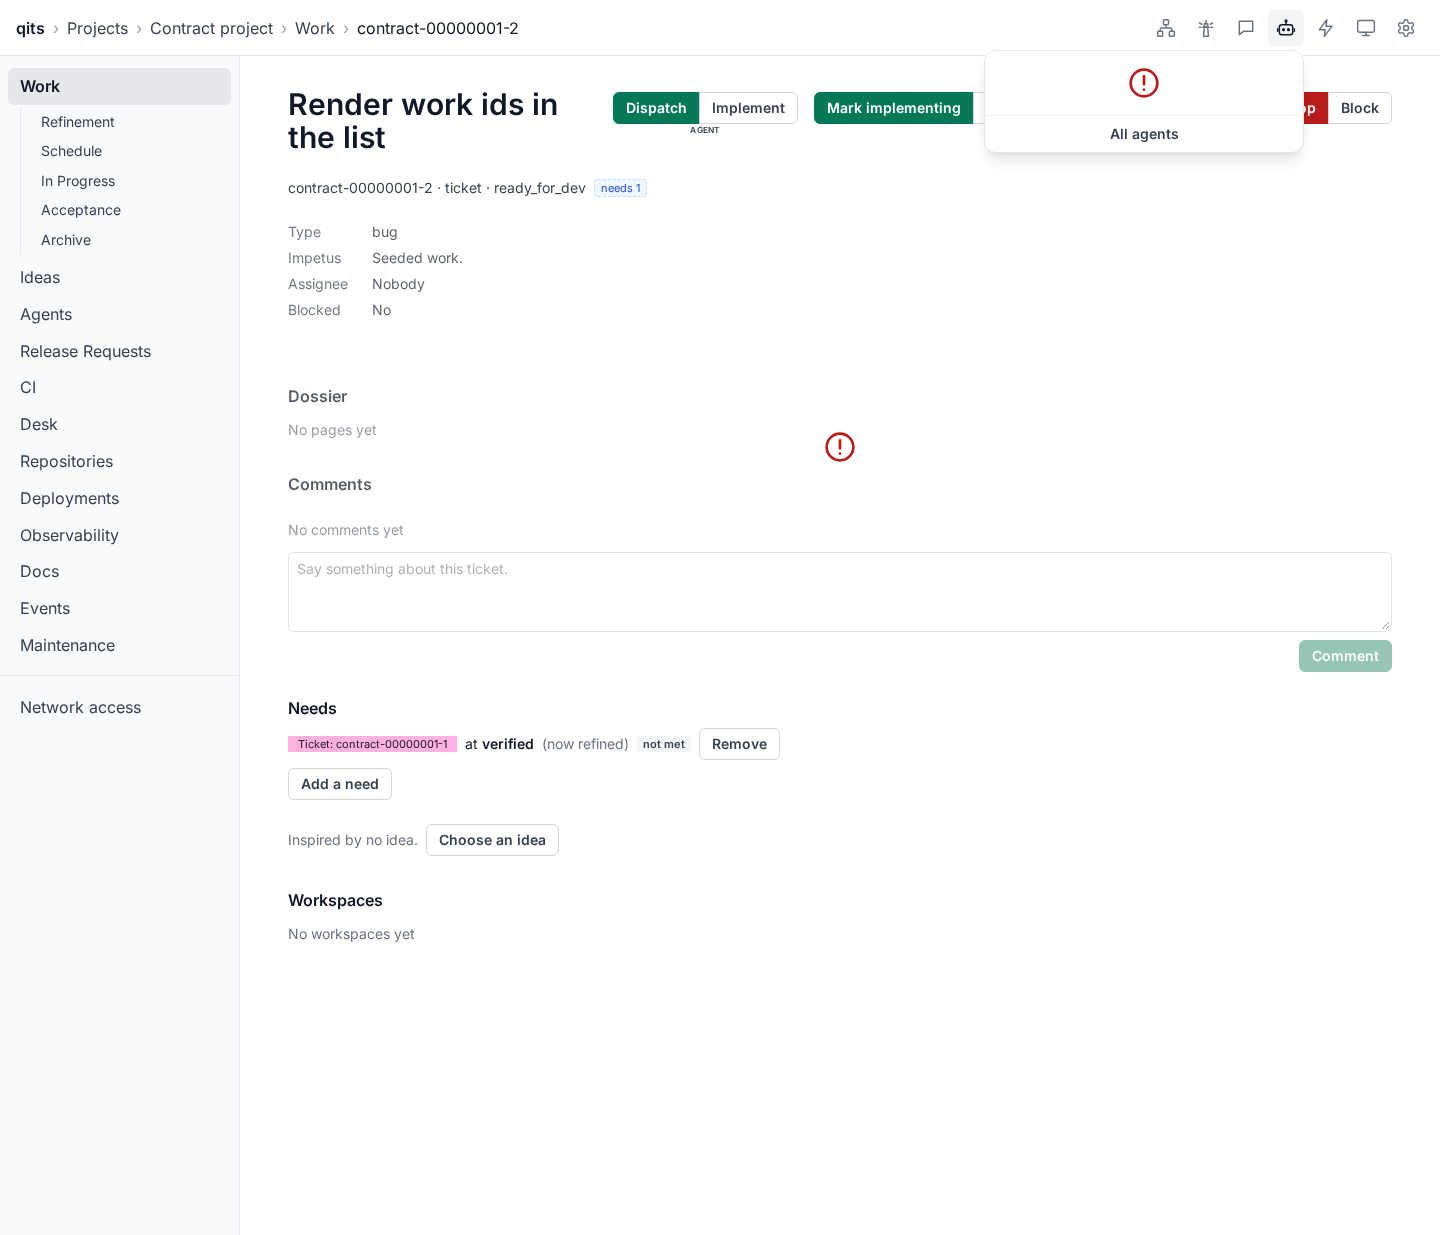 qits › Projects › Contract project › Work › contract-00000001-2
Work
Refinement
Schedule
In Progress
Acceptance
Archive
Ideas
Agents
Release Requests
CI
Desk
Repositories
Deployments
Observability
Docs
Events
Maintenance
Network access
Render work ids in
the list
Dispatch Implement
AGENT
Mark implementing
Block
All agents
contract-00000001-2 · ticket · ready_for_dev needs 1
Type bug
Impetus Seeded work.
Assignee Nobody
Blocked No
Dossier
No pages yet
Comments
No comments yet
Say something about this ticket.
Comment
Needs
Ticket: contract-00000001-1 at verified (now refined) not met Remove
Add a need
Inspired by no idea. Choose an idea
Workspaces
No workspaces yet